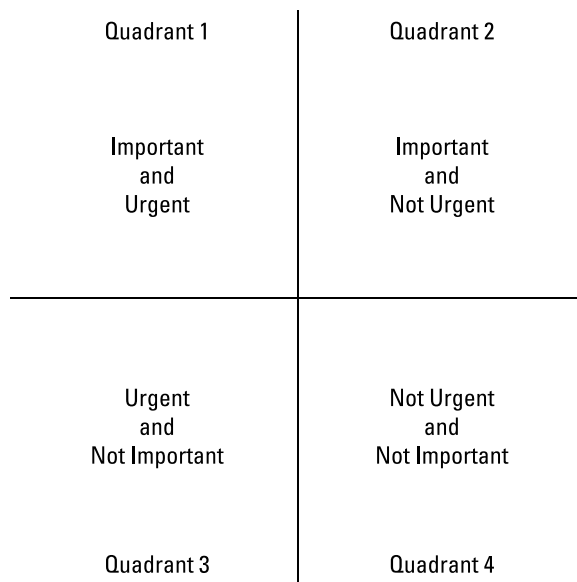 Quadrant 1
Important
and
Urgent
Quadrant 2
Important
and
Not Urgent
Urgent
and
Not Important
Quadrant 3
Not Urgent
and
Not Important
Quadrant 4